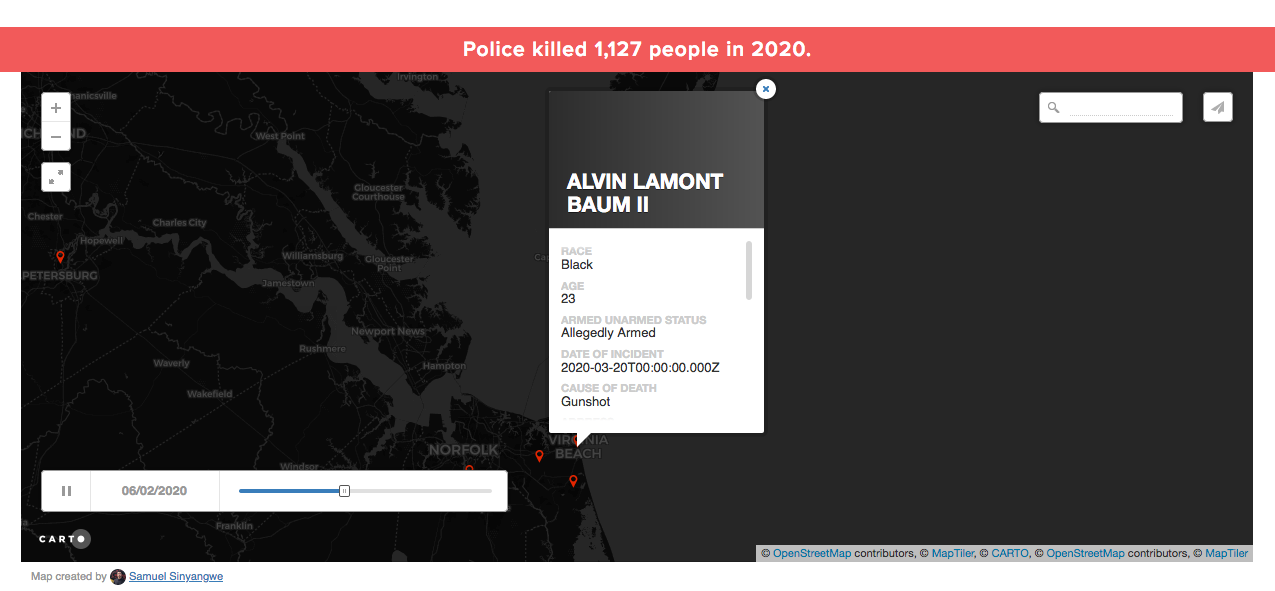 Police killed 1,127 people in 2020.
Irvington
anicsville
West Point
Gloucester
Courthouse
ALVIN LAMONT
BAUM II
Chester
Charles City
Hopewell
Williamsburg
Gloucester
Point
PETERSBURG
Jamestown
RACE
Black
AGE
23
ARMED UNARMED STATUS
Allegedly Armed
DATE OF INCIDENT
2020-03-20T00:00:00.000Z
CAUSE OF DEATH
Gunshot
Newport News
Rushmere
Waverly
Hampton
Wakefield
NORFOLK
BEACH
Windsor
06/02/2020
Franklin
CARTO
© OpenStreetMap contributors, © MapTiler, © CARTO, © OpenStreetMap contributors, © MapTiler
Map created by Samuel Sinyangwe